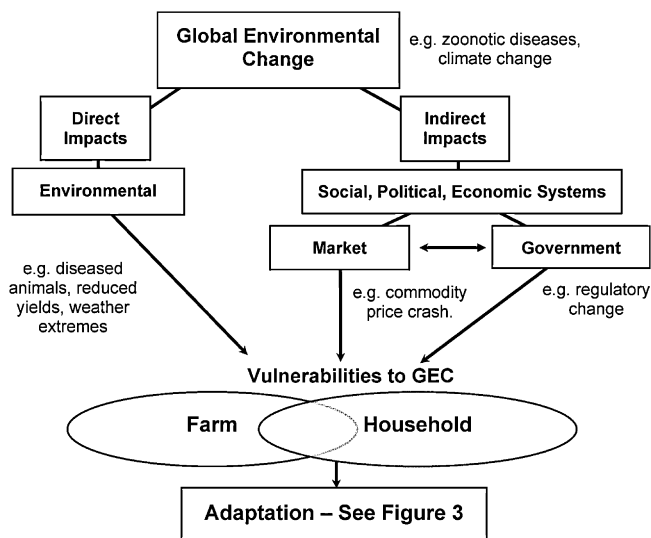 Global Environmental
Change
e.g. zoonotic diseases,
climate change
Direct
Impacts
Indirect
Impacts
Environmental
Social, Political, Economic Systems
Market
Government
e.g. diseased
animals, reduced
yields, weather
extremes
e.g. commodity
price crash.
e.g. regulatory
change
Vulnerabilities to GEC
Farm
Household
Adaptation – See Figure 3